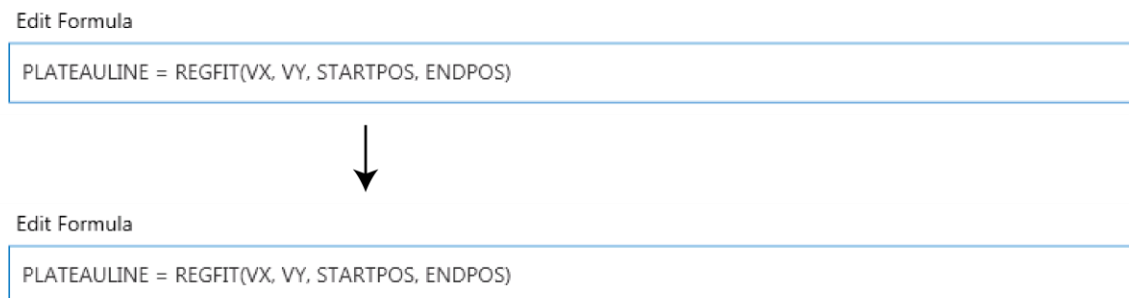 Edit Formula
PLATEAULINE = REGFIT(VX, VY, STARTPOS, ENDPOS)
Edit Formula
PLATEAULINE = REGFIT(VX, VY, STARTPOS, ENDPOS)